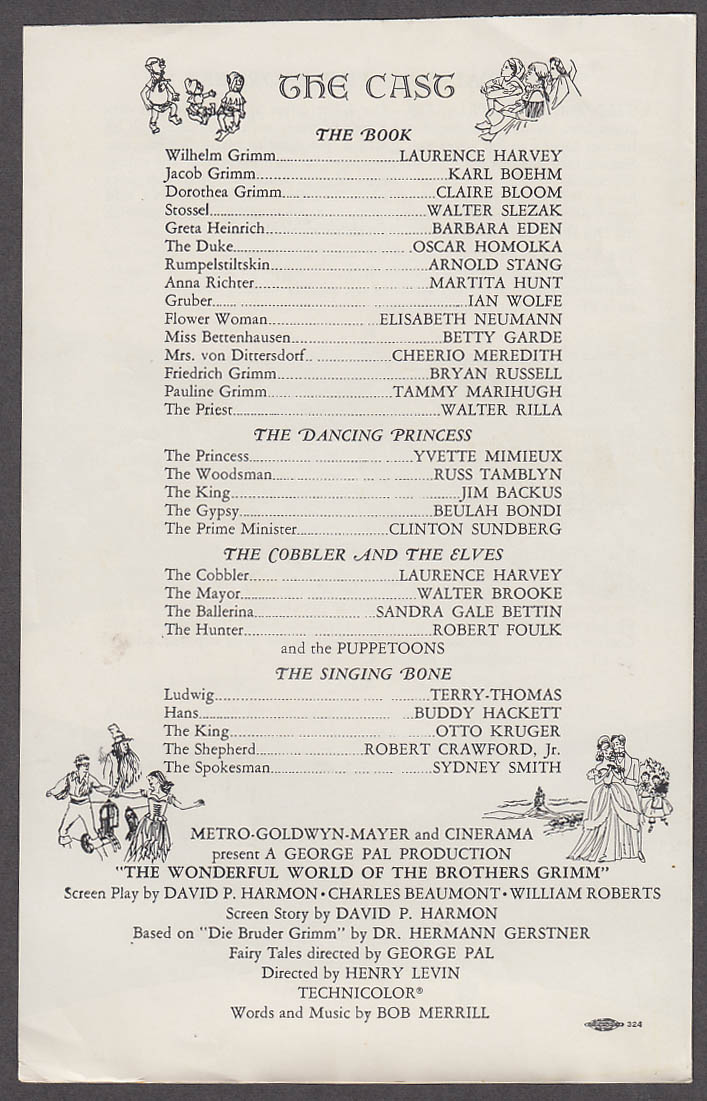 THE CAST
THE BOOK
Wilhelm Grimm..............................LAURENCE HARVEY
Jacob Grimm..............................KARL BOEHM
Dorothea Grimm..............................CLAIRE BLOOM
Stossel..............................WALTER SLEZAK
Greta Heinrich..............................BARBARA EDEN
The Duke..............................OSCAR HOMOLKA
Rumpelstiltskin..............................ARNOLD STANG
Anna Richter..............................MARTITA HUNT
Gruber..............................IAN WOLFE
Flower Woman..............................ELISABETH NEUMANN
Miss Bettenhausen..............................BETTY GARDE
Mrs. von Dittersdorf..............................CHEERIO MEREDITH
Friedrich Grimm..............................BRYAN RUSSELL
Pauline Grimm..............................TAMMY MARIHUGH
The Priest..............................WALTER RILLA
THE DANCING PRINCESS
The Princess..............................YVETTE MIMIEUX
The Woodsman..............................RUSS TAMBLYN
The King..............................JIM BACKUS
The Gypsy..............................BEULAH BONDI
The Prime Minister..............................CLINTON SUNDBERG
THE COBBLER AND THE ELVES
The Cobbler..............................LAURENCE HARVEY
The Mayor..............................WALTER BROOKE
The Ballerina..............................SANDRA GALE BETTIN
The Hunter..............................ROBERT FOULK
and the PUPPETOONS
THE SINGING BONE
Ludwig..............................TERRY-THOMAS
Hans..............................BUDDY HACKETT
The King..............................OTTO KRUGER
The Shepherd..............................ROBERT CRAWFORD, Jr.
The Spokesman..............................SYDNEY SMITH
METRO-GOLDWYN-MAYER and CINERAMA
present A GEORGE PAL PRODUCTION
"THE WONDERFUL WORLD OF THE BROTHERS GRIMM"
Screen Play by DAVID P. HARMON • CHARLES BEAUMONT • WILLIAM ROBERTS
Screen Story by DAVID P. HARMON
Based on "Die Bruder Grimm" by DR. HERMANN GERSTNER
Fairy Tales directed by GEORGE PAL
Directed by HENRY LEVIN
TECHNICOLOR®
Words and Music by BOB MERRILL
324